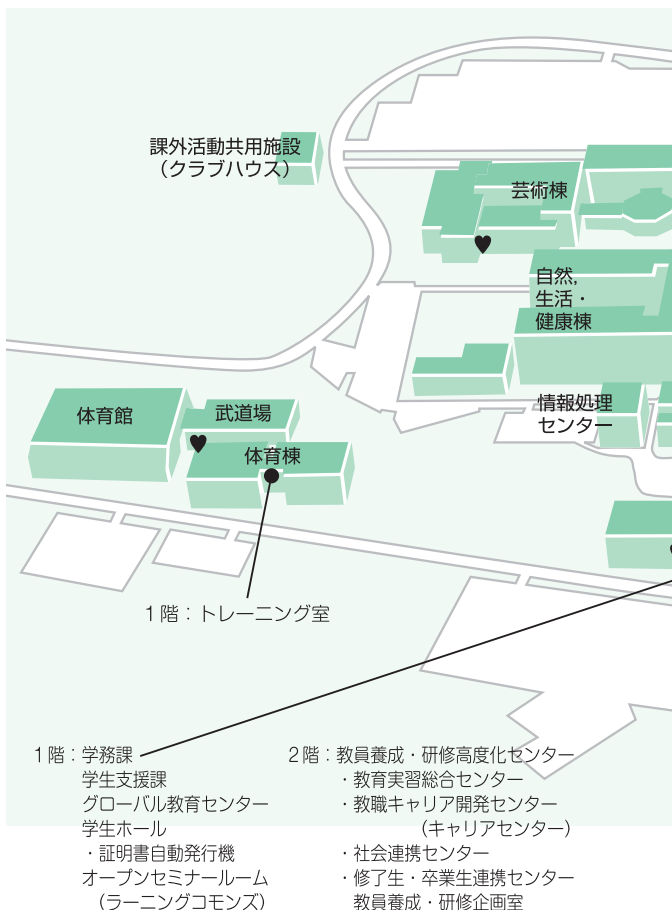 課外活動共用施設
（クラブハウス）
芸術棟
自然,
生活・
健康棟
情報処理
センター
体育館
武道場
体育棟
1階：トレーニング室
1階：学務課
学生支援課
グローバル教育センター
学生ホール
・証明書自動発行機
オープンセミナールーム
（ラーニングコモンズ）
2階：教員養成・研修高度化センター
・教育実習総合センター
・教職キャリア開発センター
（キャリアセンター）
・社会連携センター
・修了生・卒業生連携センター
教員養成・研修企画室